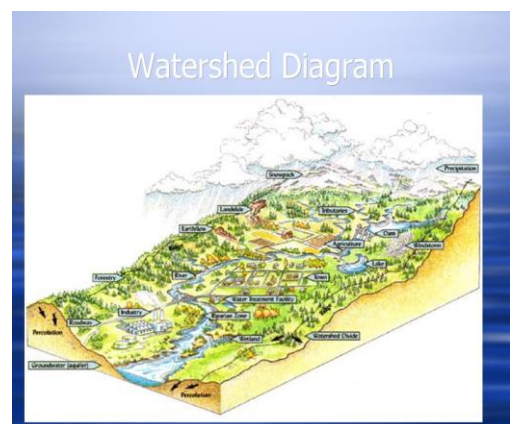 Watershed Diagram
Precipitation
Snowpack
Landslide
Tributaries
Earthflow
Dam
Agriculture
Windstorm
Lake
Forestry
River
Town
Water Treatment Facility
Industry
Riparian Zone
Percolation
Wetland
Watershed Divide
Groundwater (aquifer)
Percolation